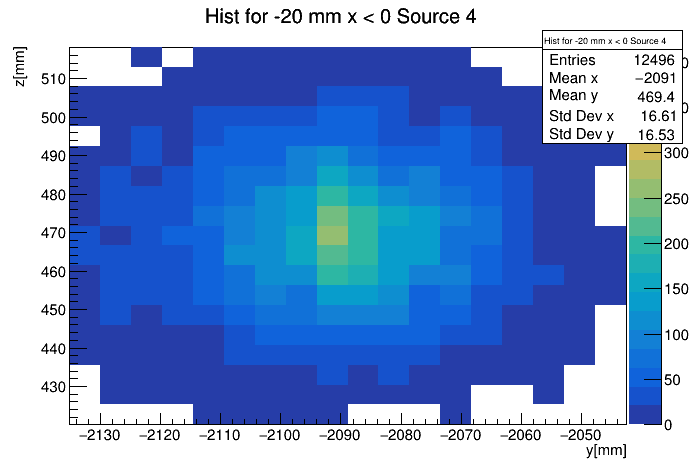 Hist for -20 mm x < 0 Source 4
z[mm]
Hist for -20 mm x < 0 Source 4
Entries 12496
Mean x −2091
Mean y 469.4
Std Dev x 16.61
Std Dev y 16.53
510
500
490
480
470
460
450
440
430
0
0
300
250
200
150
100
50
0
−2130 −2120 −2110 −2100 −2090 −2080 −2070 −2060 −2050
y[mm]